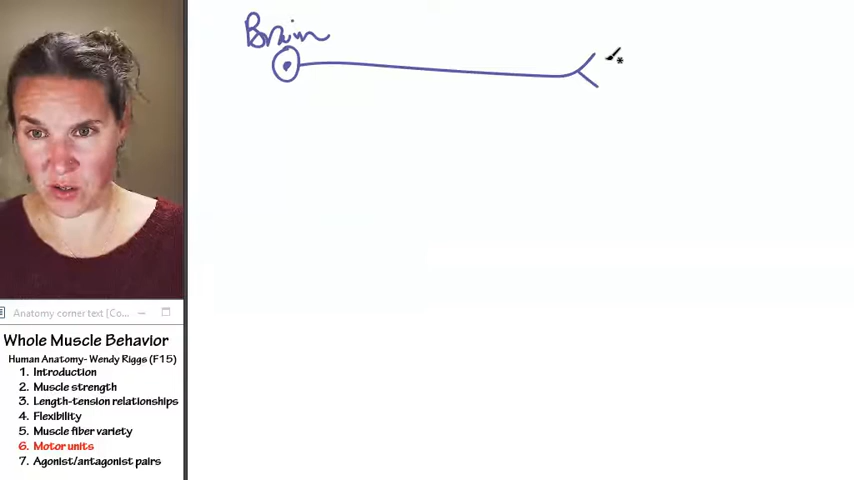 Brain
Anatomy corner text [Co...
Whole Muscle Behavior
Human Anatomy- Wendy Riggs (F15)
1. Introduction
2. Muscle strength
3. Length-tension relationships
4. Flexibility
5. Muscle fiber variety
6. Motor units
7. Agonist/antagonist pairs